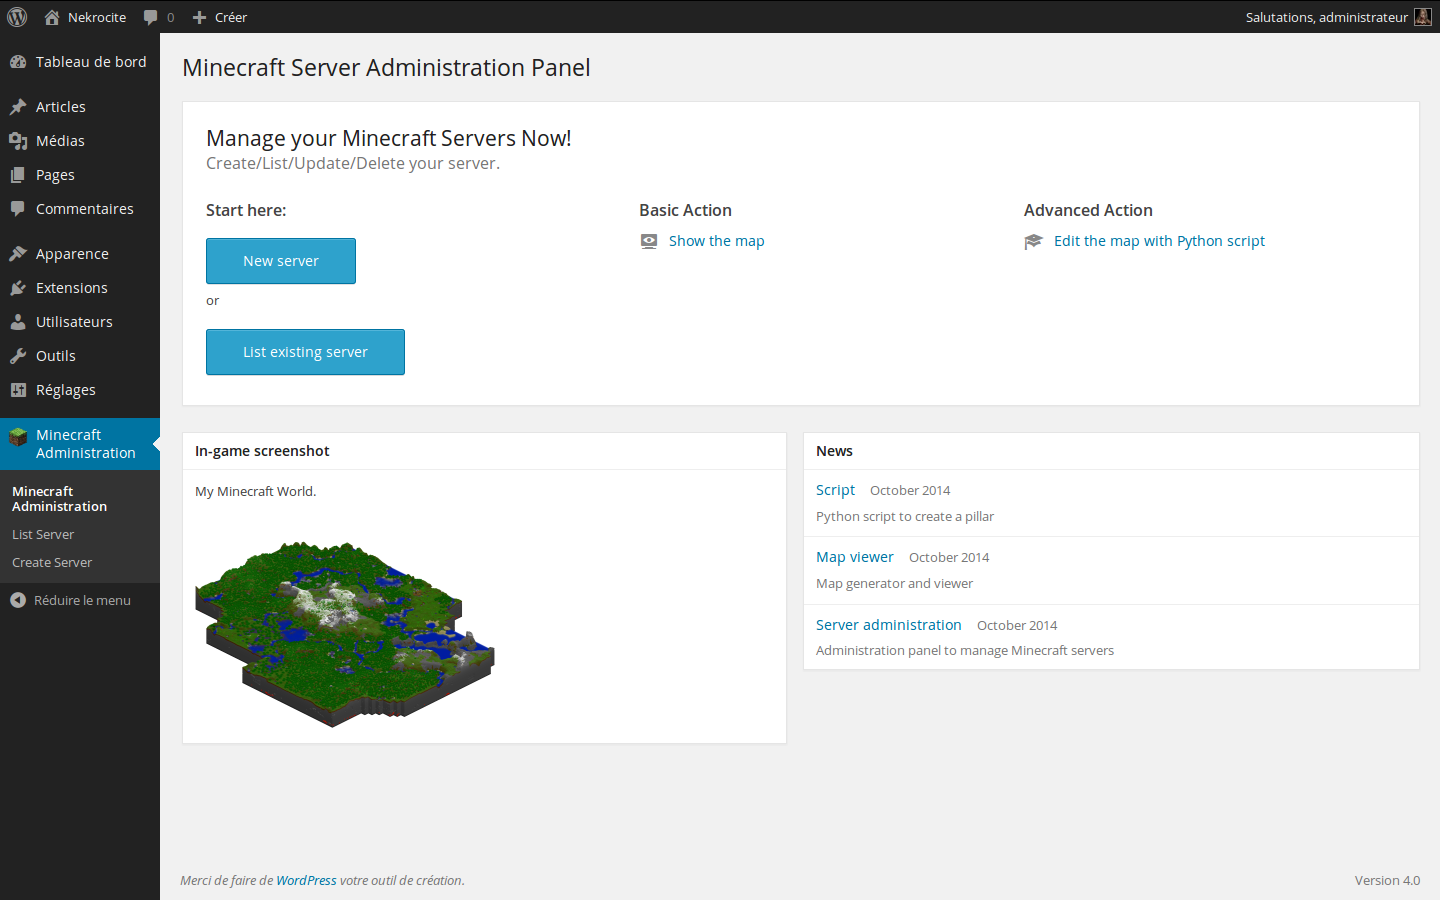 Nekrocite
0
Créer
Salutations, administrateur
Tableau de bord
Articles
Médias
Pages
Commentaires
Apparence
Extensions
Utilisateurs
Outils
Réglages
Minecraft
Administration
Minecraft
Administration
List Server
Create Server
Réduire le menu
Minecraft Server Administration Panel
Manage your Minecraft Servers Now!
Create/List/Update/Delete your server.
Start here:
New server
or
List existing server
Basic Action
Show the map
Advanced Action
Edit the map with Python script
In-game screenshot
My Minecraft World.
News
Script October 2014
Python script to create a pillar
Map viewer October 2014
Map generator and viewer
Server administration October 2014
Administration panel to manage Minecraft servers
Merci de faire de WordPress votre outil de création.
Version 4.0